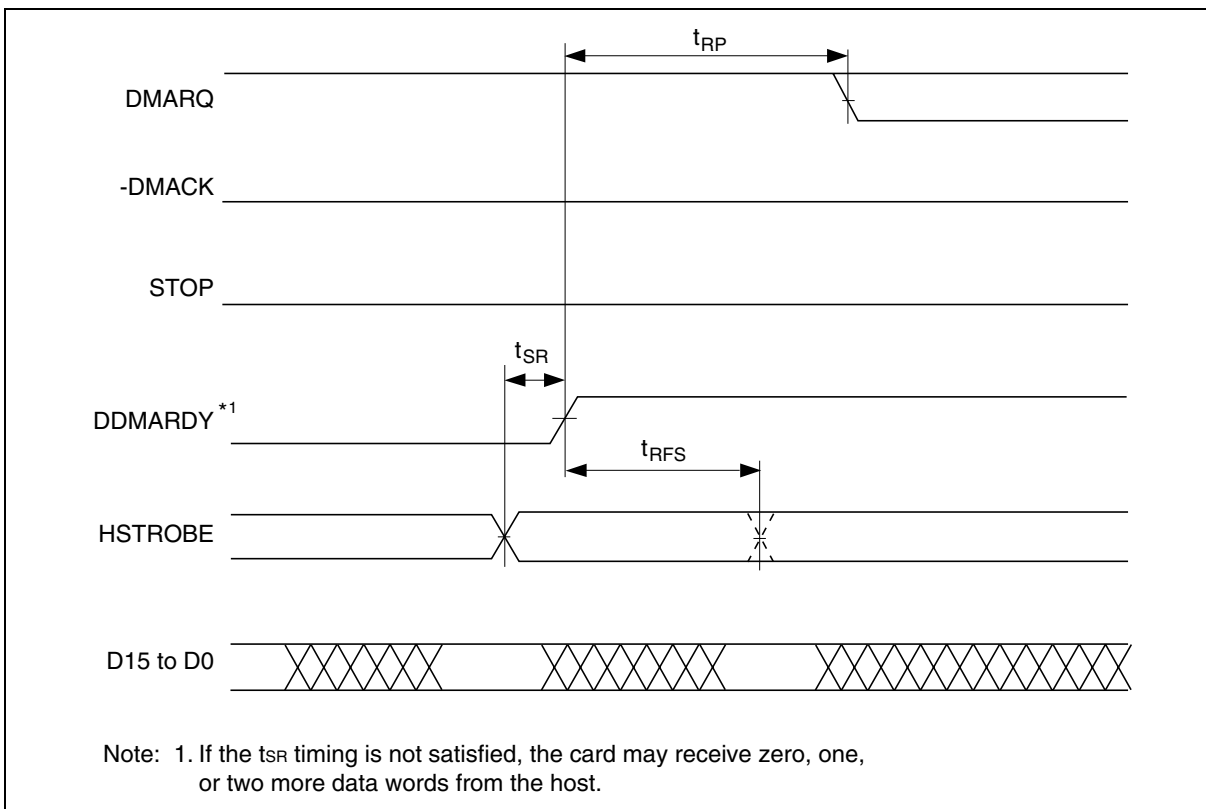 tRP
DMARQ
-DMACK
STOP
tSR
DDMARDY *1
tRFS
HSTROBE
D15 to D0
Note: 1. If the tSR timing is not satisfied, the card may receive zero, one,
or two more data words from the host.